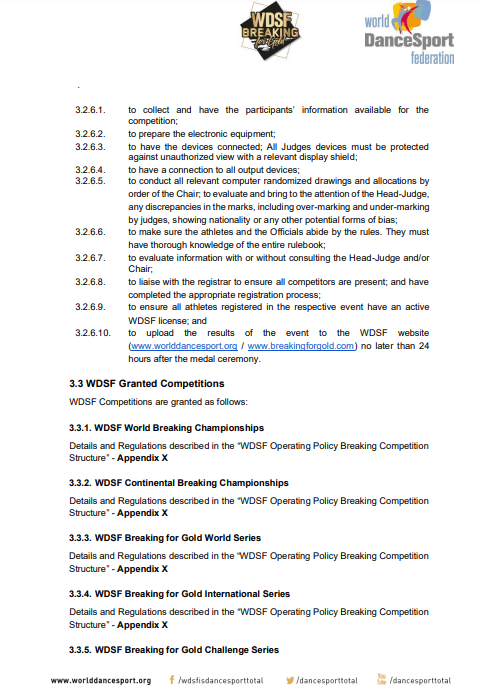 WDSF
BREAKING
for Gold
world
DanceSport
federation
.
3.2.6.1. to collect and have the participants' information available for the
competition;
3.2.6.2. to prepare the electronic equipment;
3.2.6.3. to have the devices connected; All Judges devices must be protected
against unauthorized view with a relevant display shield;
3.2.6.4. to have a connection to all output devices;
3.2.6.5. to conduct all relevant computer randomized drawings and allocations by
order of the Chair; to evaluate and bring to the attention of the Head-Judge,
any discrepancies in the marks, including over-marking and under-marking
by judges, showing nationality or any other potential forms of bias;
3.2.6.6. to make sure the athletes and the Officials abide by the rules. They must
have thorough knowledge of the entire rulebook;
3.2.6.7. to evaluate information with or without consulting the Head-Judge and/or
Chair;
3.2.6.8. to liaise with the registrar to ensure all competitors are present; and have
completed the appropriate registration process;
3.2.6.9. to ensure all athletes registered in the respective event have an active
WDSF license; and
3.2.6.10. to upload the results of the event to the WDSF website
(www.worlddancesport.org / www.breakingforgold.com) no later than 24
hours after the medal ceremony.
3.3 WDSF Granted Competitions
WDSF Competitions are granted as follows:
3.3.1. WDSF World Breaking Championships
Details and Regulations described in the "WDSF Operating Policy Breaking Competition
Structure" - Appendix X
3.3.2. WDSF Continental Breaking Championships
Details and Regulations described in the "WDSF Operating Policy Breaking Competition
Structure" - Appendix X
3.3.3. WDSF Breaking for Gold World Series
Details and Regulations described in the "WDSF Operating Policy Breaking Competition
Structure" - Appendix X
3.3.4. WDSF Breaking for Gold International Series
Details and Regulations described in the "WDSF Operating Policy Breaking Competition
Structure" - Appendix X
3.3.5. WDSF Breaking for Gold Challenge Series
www.worlddancesport.org f /wdsfisdancesporttotal /dancesporttotal You Tube /dancesporttotal